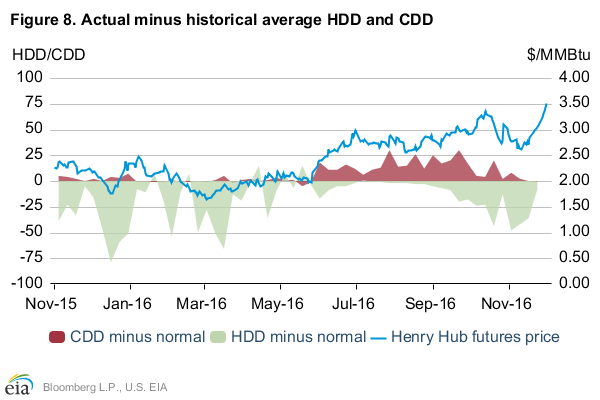 Figure 8. Actual minus historical average HDD and CDD
HDD/CDD $/MMBtu
100 4.00
75 3.50
50 3.00
25 2.50
0 2.00
-25 1.50
-50 1.00
-75 0.50
-100 0.00
Nov-15 Jan-16 Mar-16 May-16 Jul-16 Sep-16 Nov-16
CDD minus normal HDD minus normal Henry Hub futures price
eia Bloomberg L.P., U.S. EIA